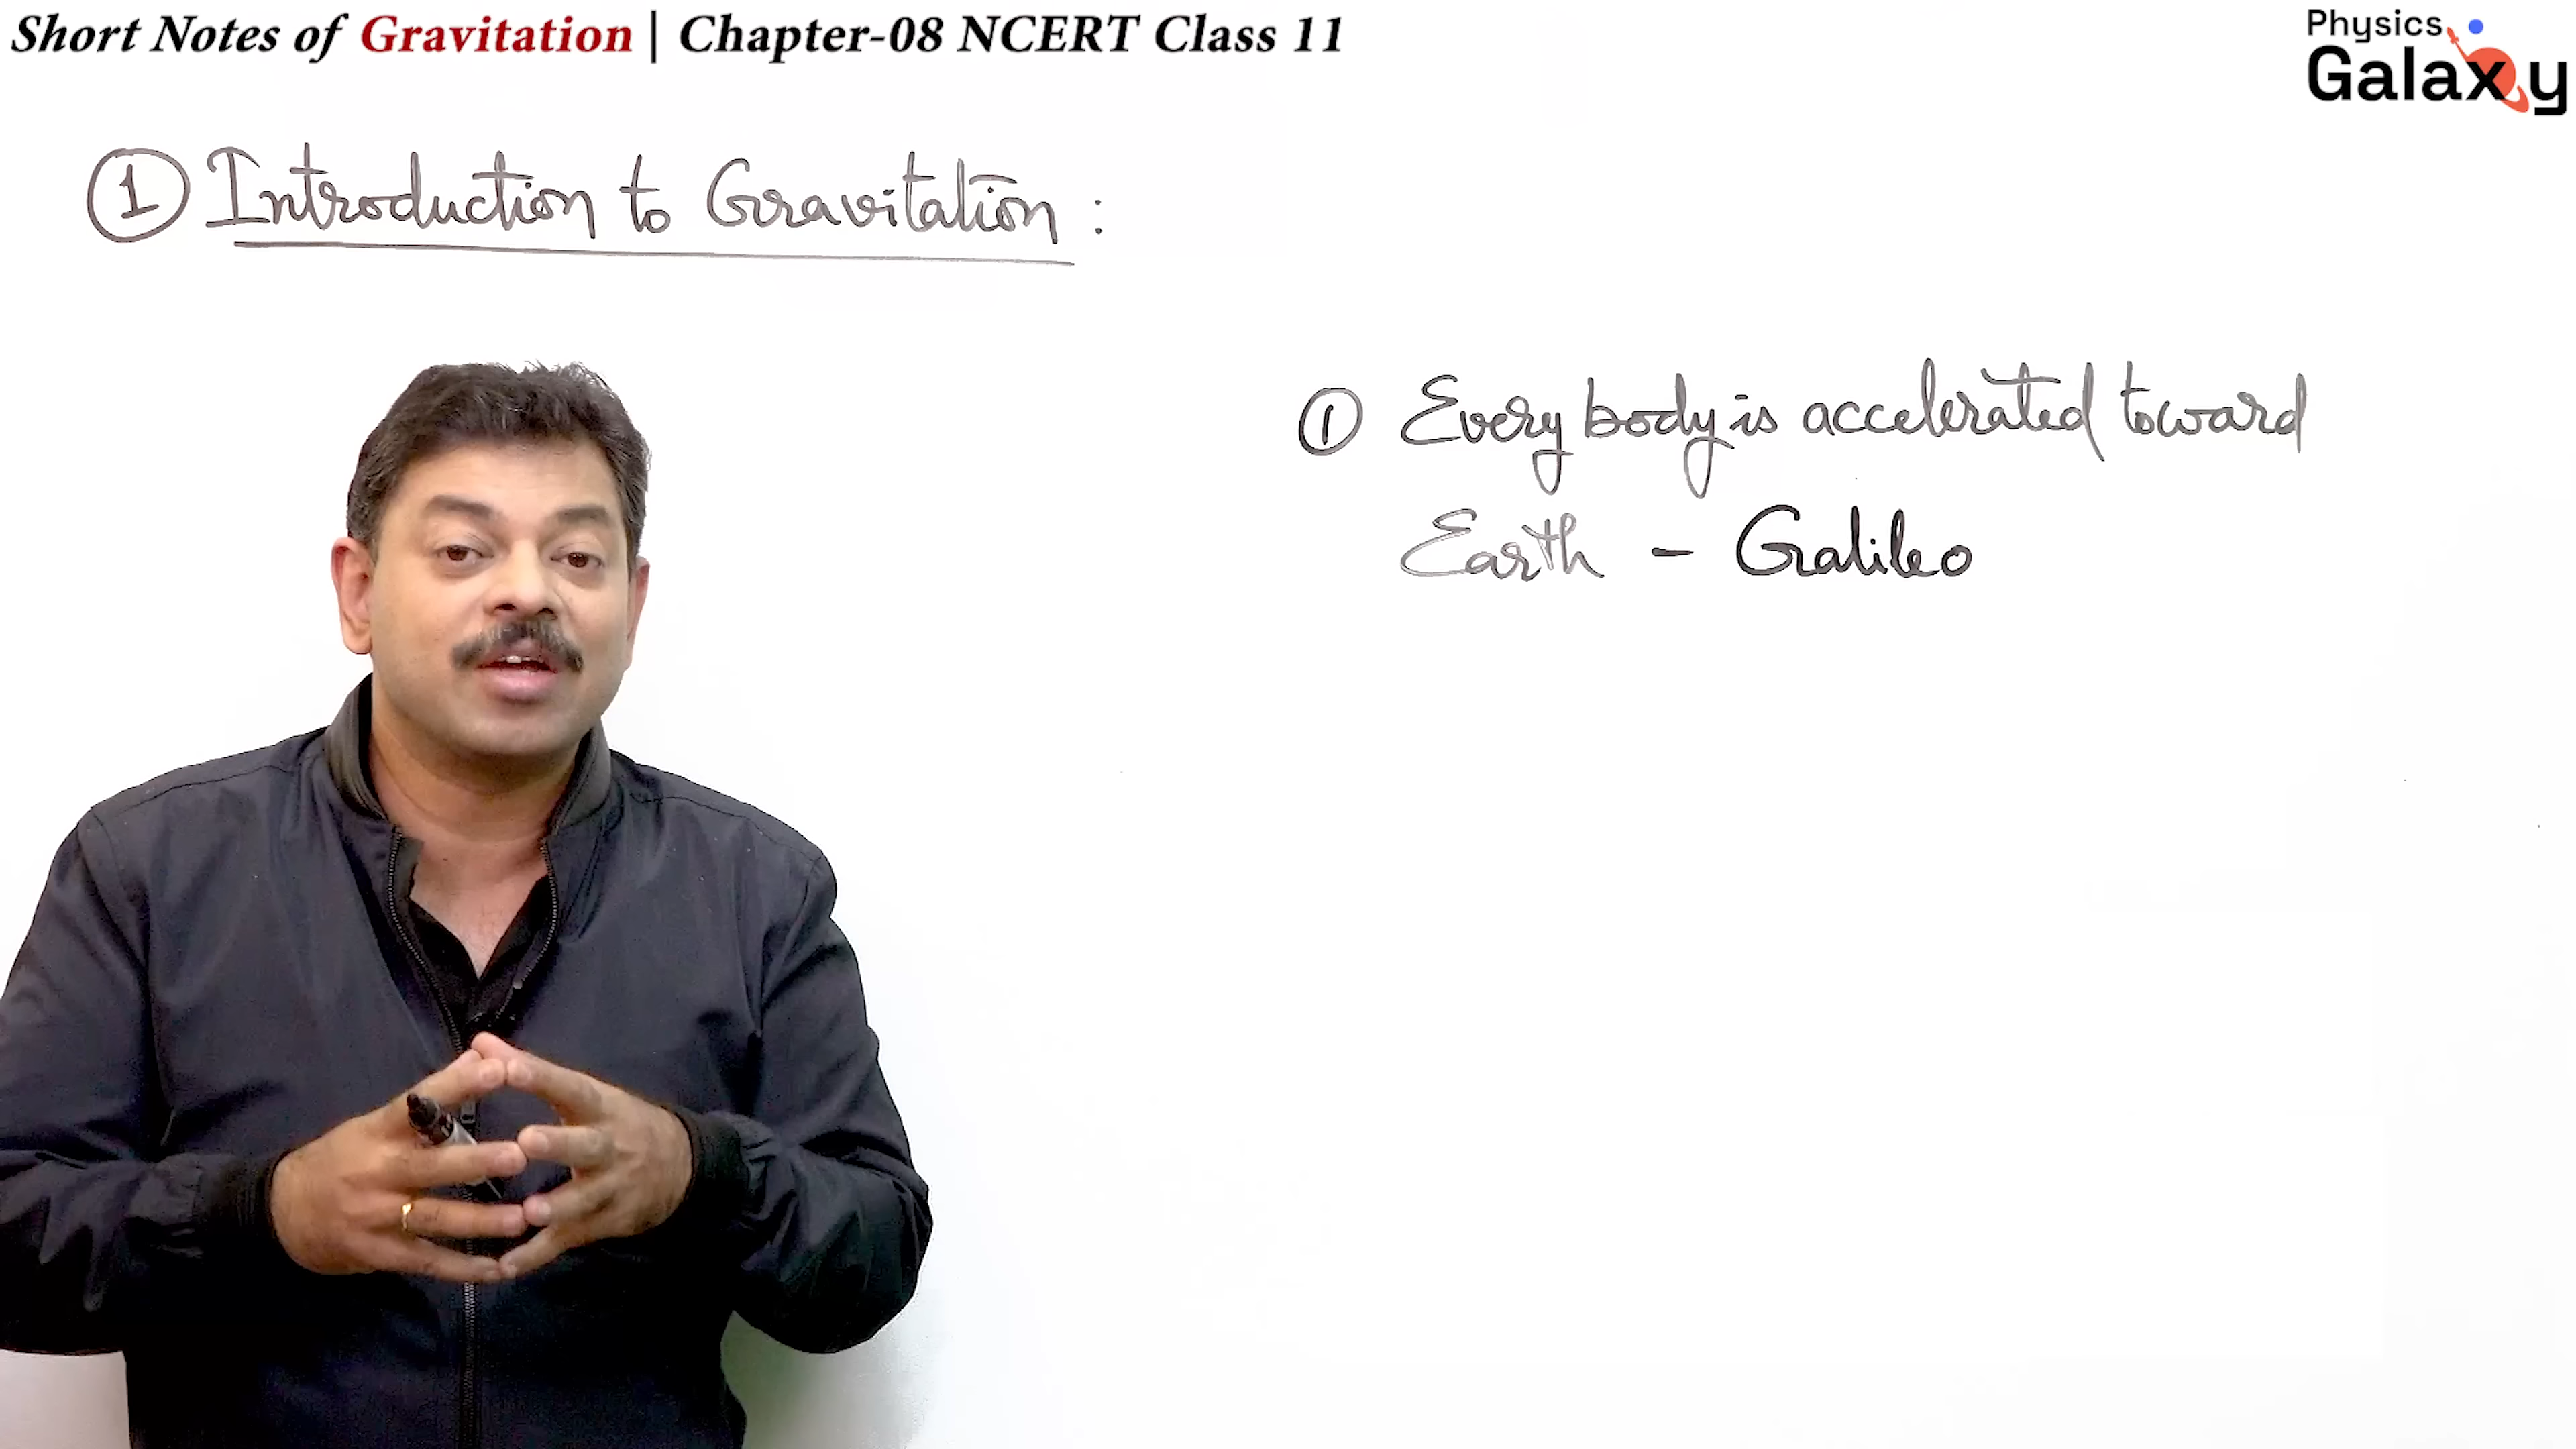 Short Notes of Gravitation | Chapter-08 NCERT Class 11
Physics
Galaxy
① Introduction to Gravitation :
① Every body is accelerated toward
Earth - Galileo